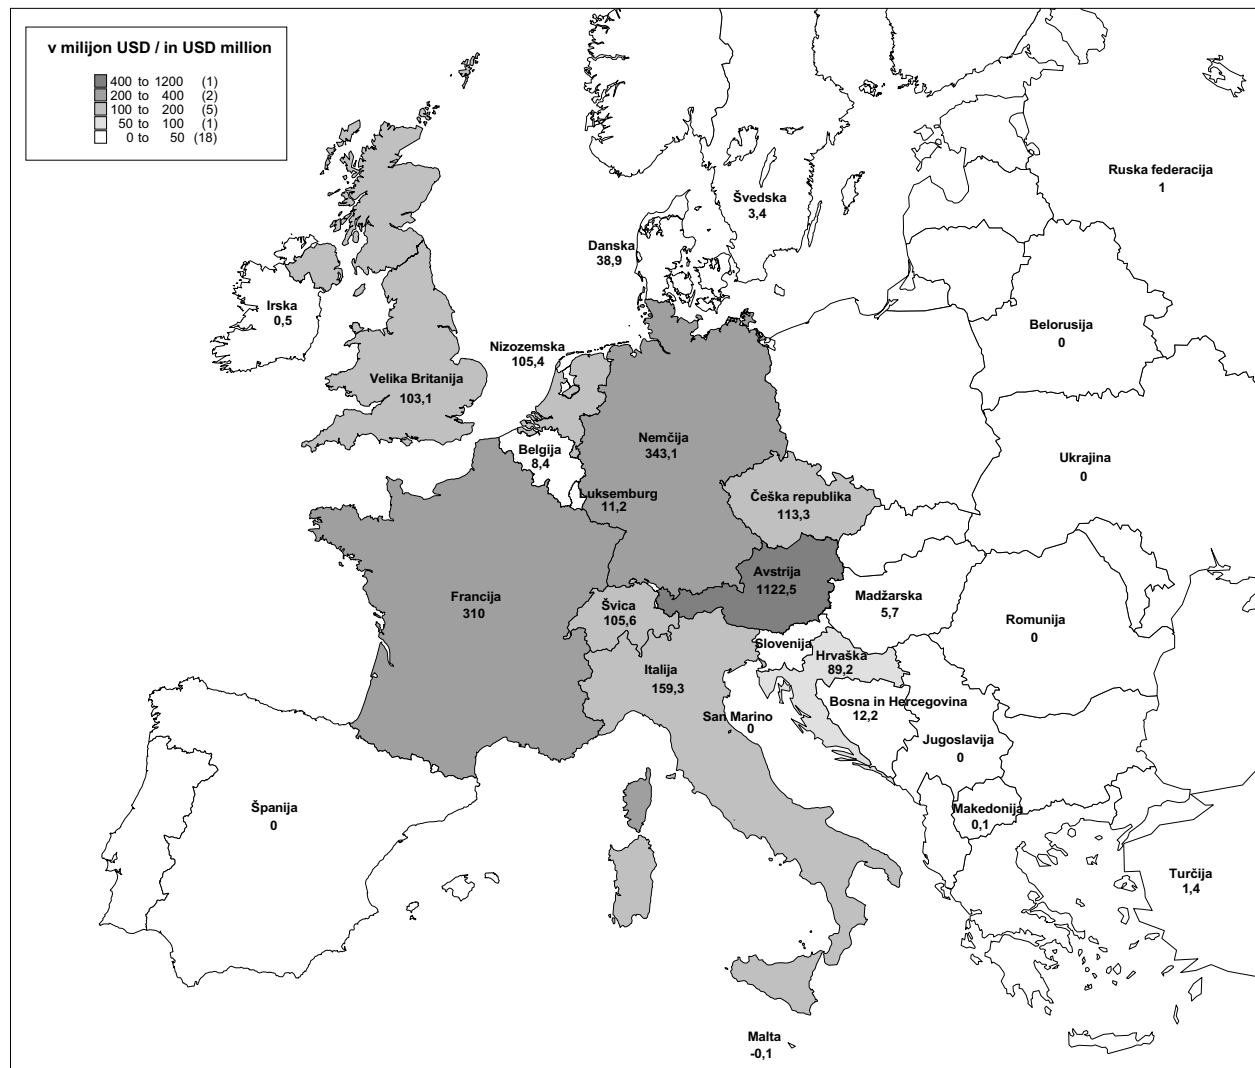 v milijon USD / in USD million
400 to 1200 (1)
200 to 400 (2)
100 to 200 (5)
50 to 100 (1)
0 to 50 (18)
Ruska federacija
1
Švedska
3,4
Danska
38,9
Irska
0,5
Belorusija
0
Nizozemska
105,4
Velika Britanija
103,1
Nemčija
343,1
Belgija
8,4
Ukrajina
0
Luksemburg
11,2
Češka republika
113,3
Avstrija
1122,5
Francija
310
Švica
105,6
Madžarska
5,7
Romunija
0
Slovenija
Hrvaška
89,2
Italija
159,3
Bosna in Hercegovina
12,2
San Marino
0
Jugoslavija
0
Španija
0
Makedonija
0,1
Turčija
1,4
Malta
-0,1